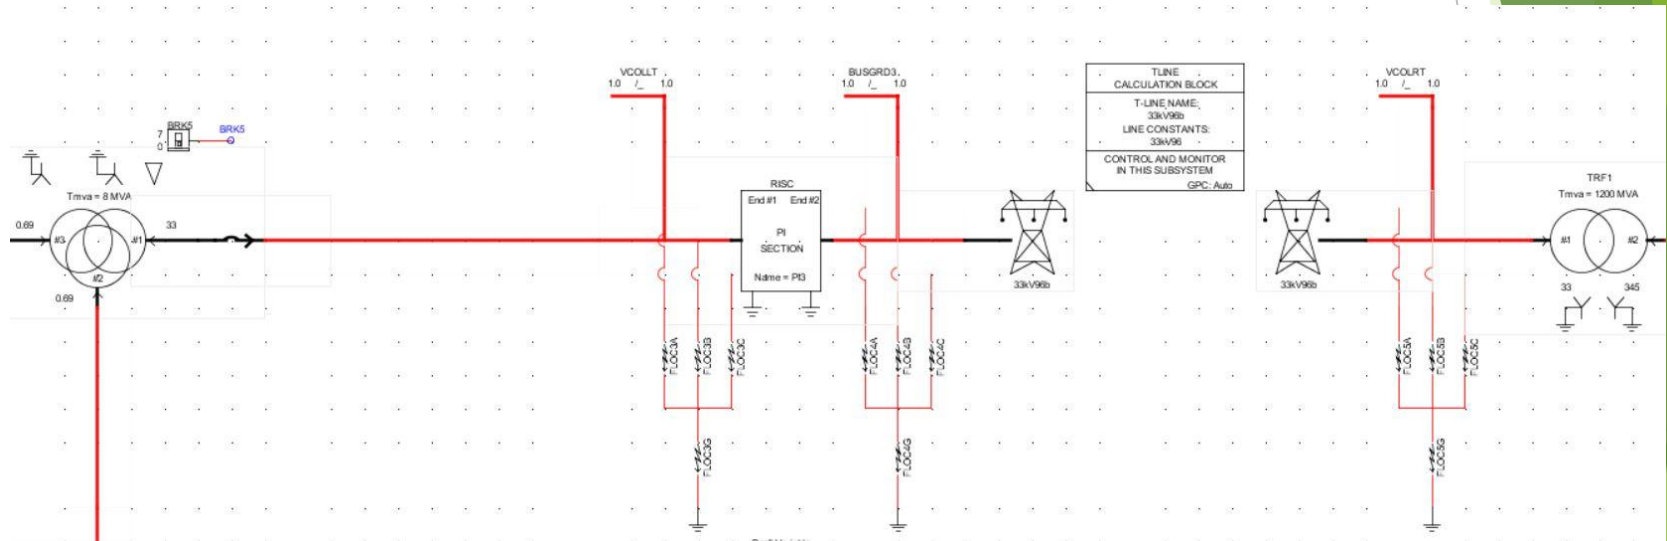 VCOLLT
1.0 /_ 1.0
BUSGRD3
1.0 /_ 1.0
TLINE
CALCULATION BLOCK
T-LINE NAME:
33kV96b
LINE CONSTANTS:
33kV96
CONTROL AND MONITOR
IN THIS SUBSYSTEM
GPC: Auto
VCOLRT
1.0 /_ 1.0
BRK5
7
0
BRK5
Tmva = 8 MVA
0.69
#3
#1
33
#2
0.69
RISC
End #1 End #2
PI
SECTION
Name = PI3
33kV96b
33kV96b
TRF1
Tmva = 1200 MVA
#1
#2
33
345
FLOC3A
FLOC3B
FLOC3C
FLOC3G
FLOC4A
FLOC4B
FLOC4C
FLOC4G
FLOC5A
FLOC5B
FLOC5C
FLOC5G